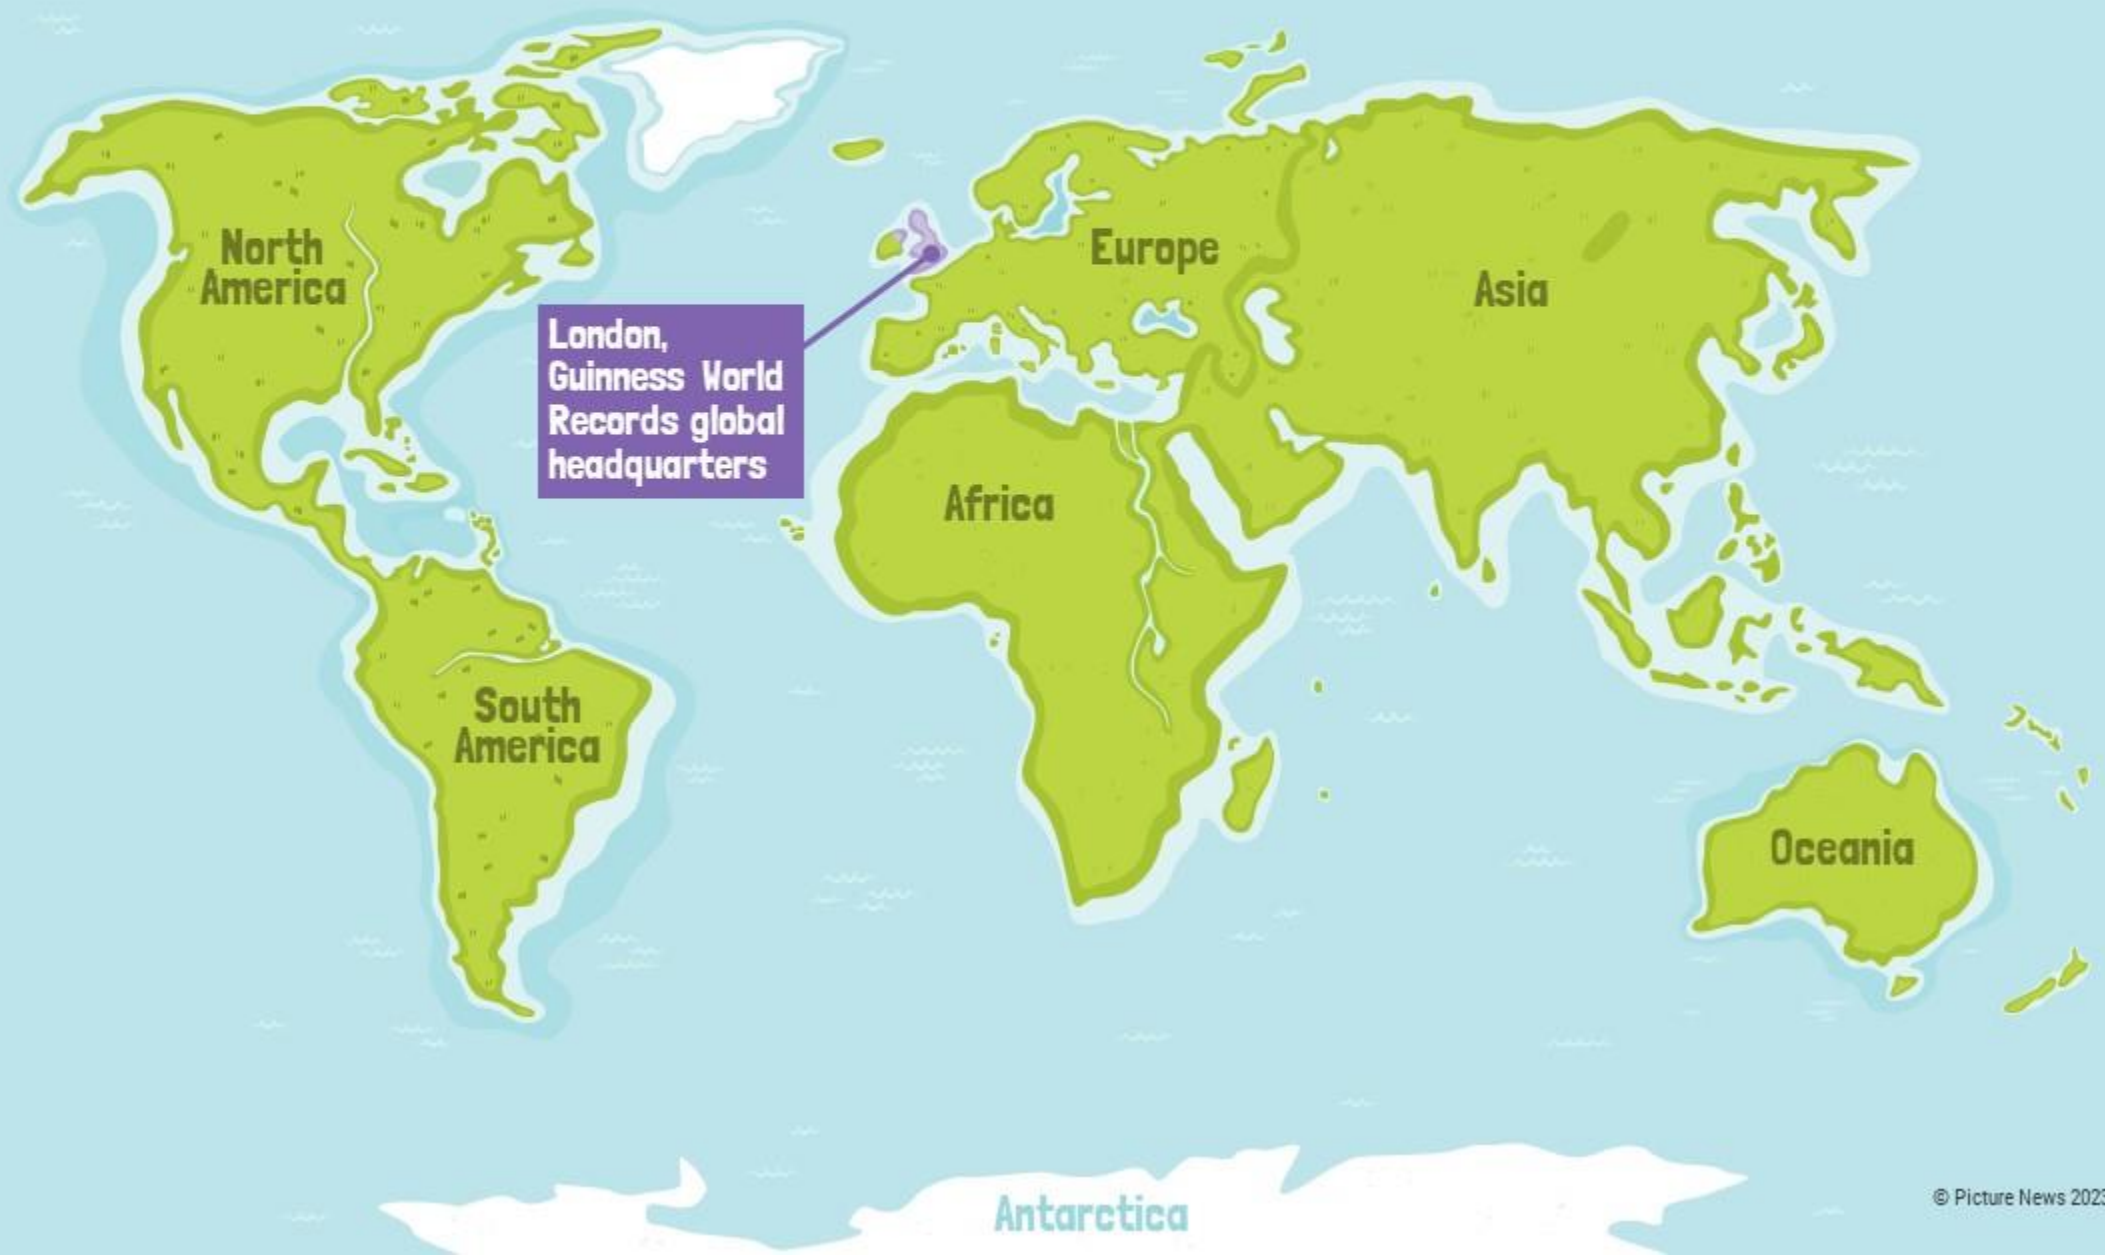 North
America
Europe
Asia
London,
Guinness World
Records global
headquarters
Africa
South
America
Oceania
Antarctica
© Picture News 2023